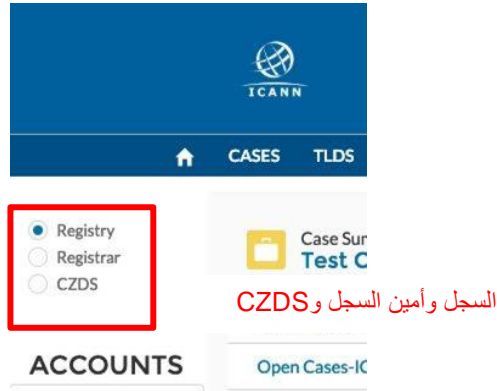 ICANN
CASES TLDS
Registry
Registrar
CZDS
Case Sur
Test C
السجل وأمين السجل وCZDS
ACCOUNTS
Open Cases-IC